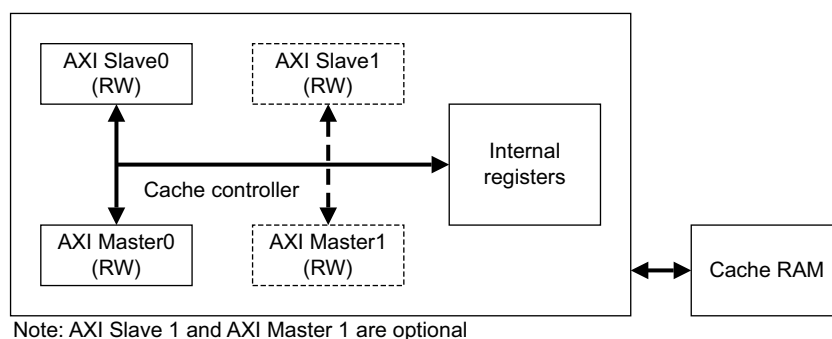 AXI Slave0
(RW)
AXI Slave1
(RW)
Internal
registers
Cache controller
AXI Master0
(RW)
AXI Master1
(RW)
Cache RAM
Note: AXI Slave 1 and AXI Master 1 are optional